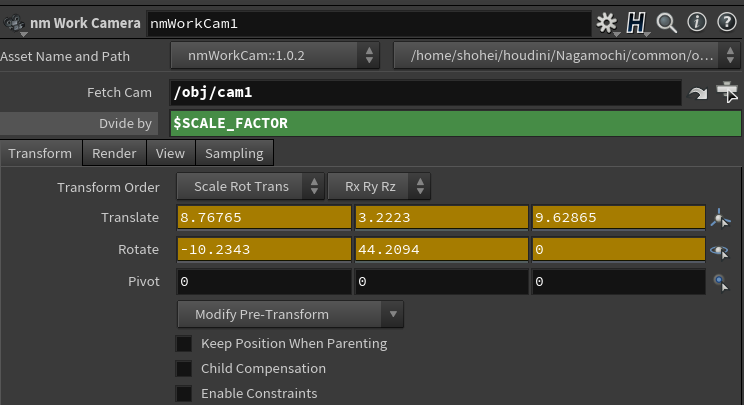 nm Work Camera nmWorkCam1
Asset Name and Path nmWorkCam::1.0.2 /home/shohei/houdini/Nagamochi/common/o...
Fetch Cam /obj/cam1
Dvide by $SCALE_FACTOR
Transform Render View Sampling
Transform Order Scale Rot Trans Rx Ry Rz
Translate 8.76765 3.2223 9.62865
Rotate -10.2343 44.2094 0
Pivot 0 0 0
Modify Pre-Transform
Keep Position When Parenting
Child Compensation
Enable Constraints